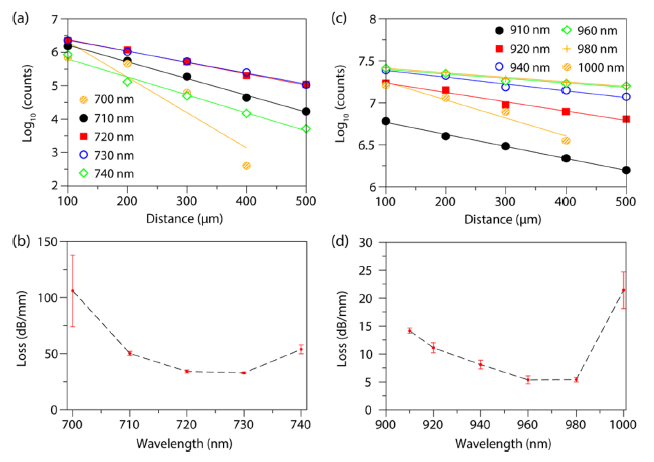 (a)
7
6
5
4
3
2
Log10 (counts)
700 nm
710 nm
720 nm
730 nm
740 nm
100 200 300 400 500
Distance (μm)
(c)
8
7.5
7
6.5
6
Log10 (counts)
910 nm 960 nm
920 nm 980 nm
940 nm 1000 nm
100 200 300 400 500
Distance (μm)
(b)
150
100
50
0
Loss (dB/mm)
700 710 720 730 740
Wavelength (nm)
(d)
30
25
20
15
10
5
0
Loss (dB/mm)
900 920 940 960 980 1000
Wavelength (nm)